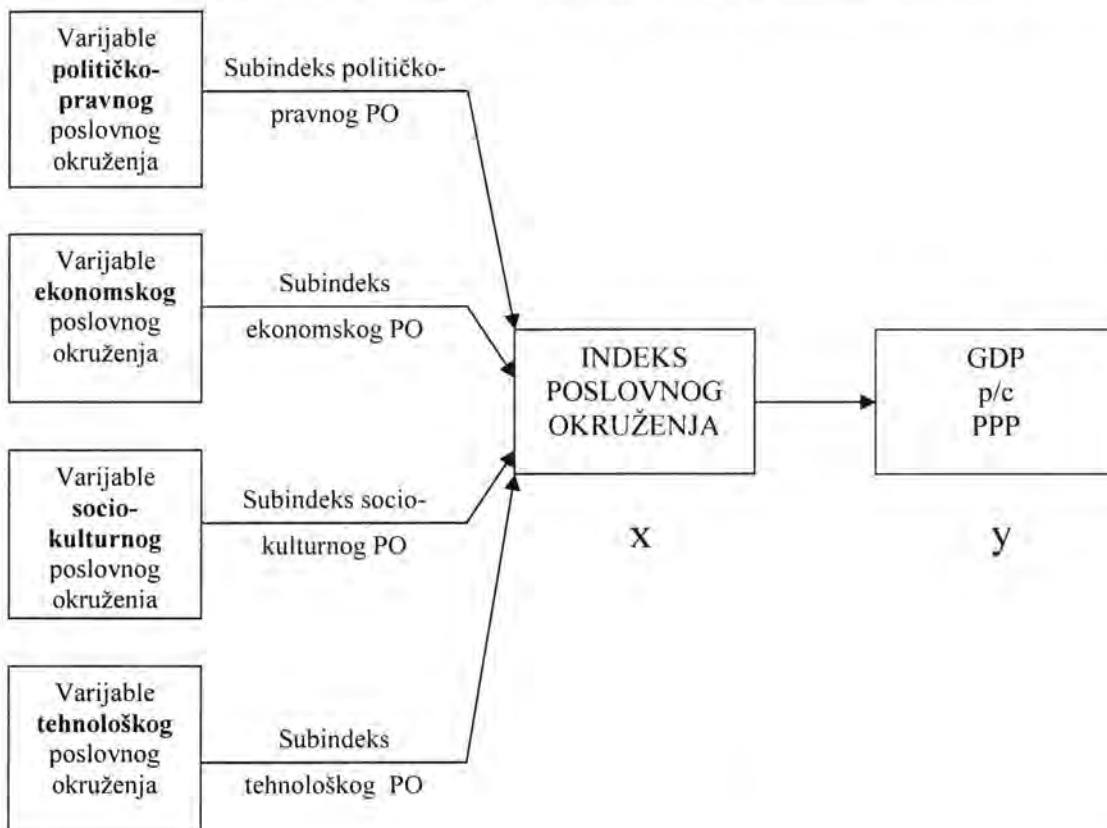 Varijable
političko-
pravnog
poslovnog
okruženja
Subindeks političko-
pravnog PO
Varijable
ekonomskog
poslovnog
okruženja
Subindeks
ekonomskog PO
Varijable
socio-
kulturnog
poslovnog
okruženia
Subindeks socio-
kulturnog PO
Varijable
tehnološkog
poslovnog
okruženja
Subindeks
tehnološkog PO
INDEKS
POSLOVNOG
OKRUŽENJA
x
GDP
p/c
PPP
y